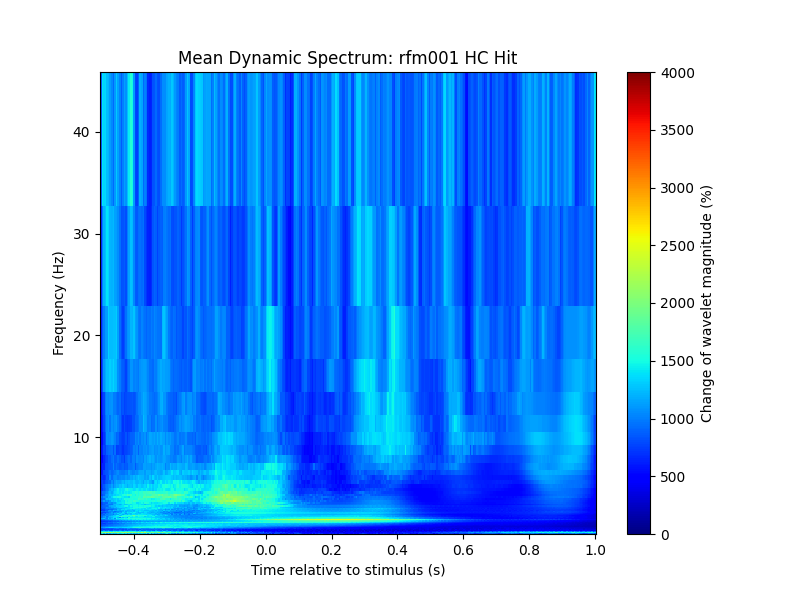 Mean Dynamic Spectrum: rfm001 HC Hit
40
30
20
10
Frequency (Hz)
−0.4 −0.2 0.0 0.2 0.4 0.6 0.8 1.0
Time relative to stimulus (s)
4000
3500
3000
2500
2000
1500
1000
500
0
Change of wavelet magnitude (%)